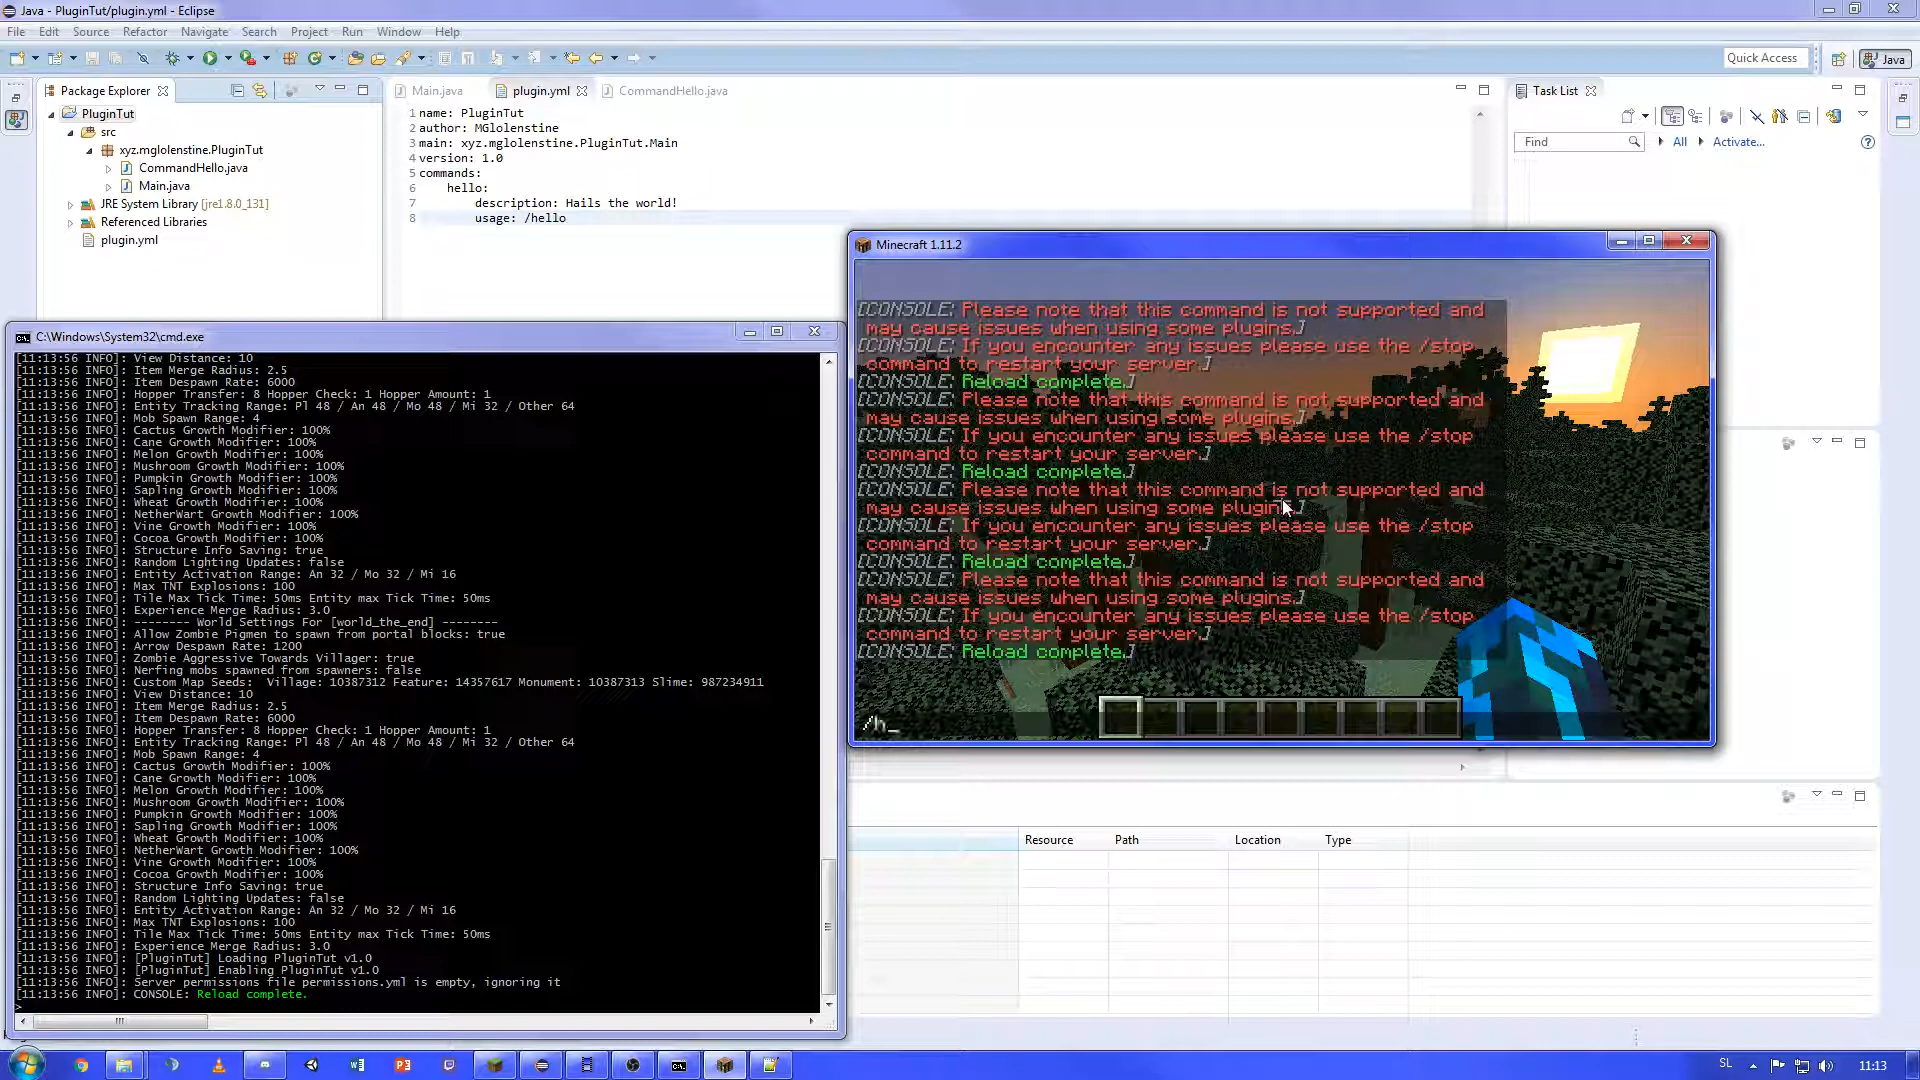 Java - PluginTut/plugin.yml - Eclipse
File Edit Source Refactor Navigate Search Project Run Window Help
Quick Access
Java
Package Explorer
Main.java
plugin.yml
CommandHello.java
Task List
PluginTut
src
xyz.mglolenstine.PluginTut
CommandHello.java
Main.java
JRE System Library [jre1.8.0_131]
Referenced Libraries
plugin.yml
1 name: PluginTut
2 author: MGlolenstine
3 main: xyz.mglolenstine.PluginTut.Main
4 version: 1.0
5 commands:
6 hello:
7 description: Hails the world!
8 usage: /hello
Find
All
Activate...
C:\Windows\System32\cmd.exe
[11:13:56 INFO]: View Distance: 10
[11:13:56 INFO]: Item Merge Radius: 2.5
[11:13:56 INFO]: Item Despawn Rate: 6000
[11:13:56 INFO]: Hopper Transfer: 8 Hopper Check: 1 Hopper Amount: 1
[11:13:56 INFO]: Entity Tracking Range: Pl 48 / An 48 / Mo 48 / Mi 32 / Other 64
[11:13:56 INFO]: Mob Spawn Range: 4
[11:13:56 INFO]: Cactus Growth Modifier: 100%
[11:13:56 INFO]: Cane Growth Modifier: 100%
[11:13:56 INFO]: Melon Growth Modifier: 100%
[11:13:56 INFO]: Mushroom Growth Modifier: 100%
[11:13:56 INFO]: Pumpkin Growth Modifier: 100%
[11:13:56 INFO]: Sapling Growth Modifier: 100%
[11:13:56 INFO]: Wheat Growth Modifier: 100%
[11:13:56 INFO]: NetherWart Growth Modifier: 100%
[11:13:56 INFO]: Vine Growth Modifier: 100%
[11:13:56 INFO]: Cocoa Growth Modifier: 100%
[11:13:56 INFO]: Structure Info Saving: true
[11:13:56 INFO]: Random Lighting Updates: false
[11:13:56 INFO]: Entity Activation Range: An 32 / Mo 32 / Mi 16
[11:13:56 INFO]: Max TNT Explosions: 100
[11:13:56 INFO]: Tile Max Tick Time: 50ms Entity max Tick Time: 50ms
[11:13:56 INFO]: Experience Merge Radius: 3.0
[11:13:56 INFO]: -------- World Settings For [world_the_end] --------
[11:13:56 INFO]: Allow Zombie Pigmen to spawn from portal blocks: true
[11:13:56 INFO]: Arrow Despawn Rate: 1200
[11:13:56 INFO]: Zombie Aggressive Towards Villager: true
[11:13:56 INFO]: Nerfing mobs spawned from spawners: false
[11:13:56 INFO]: Custom Map Seeds: Village: 10387312 Feature: 14357617 Monument: 10387313 Slime: 987234911
[11:13:56 INFO]: View Distance: 10
[11:13:56 INFO]: Item Merge Radius: 2.5
[11:13:56 INFO]: Item Despawn Rate: 6000
[11:13:56 INFO]: Hopper Transfer: 8 Hopper Check: 1 Hopper Amount: 1
[11:13:56 INFO]: Entity Tracking Range: Pl 48 / An 48 / Mo 48 / Mi 32 / Other 64
[11:13:56 INFO]: Mob Spawn Range: 4
[11:13:56 INFO]: Cactus Growth Modifier: 100%
[11:13:56 INFO]: Cane Growth Modifier: 100%
[11:13:56 INFO]: Melon Growth Modifier: 100%
[11:13:56 INFO]: Mushroom Growth Modifier: 100%
[11:13:56 INFO]: Pumpkin Growth Modifier: 100%
[11:13:56 INFO]: Sapling Growth Modifier: 100%
[11:13:56 INFO]: Wheat Growth Modifier: 100%
[11:13:56 INFO]: NetherWart Growth Modifier: 100%
[11:13:56 INFO]: Vine Growth Modifier: 100%
[11:13:56 INFO]: Cocoa Growth Modifier: 100%
[11:13:56 INFO]: Structure Info Saving: true
[11:13:56 INFO]: Random Lighting Updates: false
[11:13:56 INFO]: Entity Activation Range: An 32 / Mo 32 / Mi 16
[11:13:56 INFO]: Max TNT Explosions: 100
[11:13:56 INFO]: Tile Max Tick Time: 50ms Entity max Tick Time: 50ms
[11:13:56 INFO]: Experience Merge Radius: 3.0
[11:13:56 INFO]: [PluginTut] Loading PluginTut v1.0
[11:13:56 INFO]: [PluginTut] Enabling PluginTut v1.0
[11:13:56 INFO]: Server permissions file permissions.yml is empty, ignoring it
[11:13:56 INFO]: CONSOLE: Reload complete.
>
Minecraft 1.11.2
[CONSOLE: Please note that this command is not supported and
may cause issues when using some plugins.]
[CONSOLE: If you encounter any issues please use the /stop
command to restart your server.]
[CONSOLE: Reload complete.]
[CONSOLE: Please note that this command is not supported and
may cause issues when using some plugins.]
[CONSOLE: If you encounter any issues please use the /stop
command to restart your server.]
[CONSOLE: Reload complete.]
[CONSOLE: Please note that this command is not supported and
may cause issues when using some plugins.]
[CONSOLE: If you encounter any issues please use the /stop
command to restart your server.]
[CONSOLE: Reload complete.]
[CONSOLE: Please note that this command is not supported and
may cause issues when using some plugins.]
[CONSOLE: If you encounter any issues please use the /stop
command to restart your server.]
[CONSOLE: Reload complete.]
/h_
Resource Path Location Type
SL
11:13